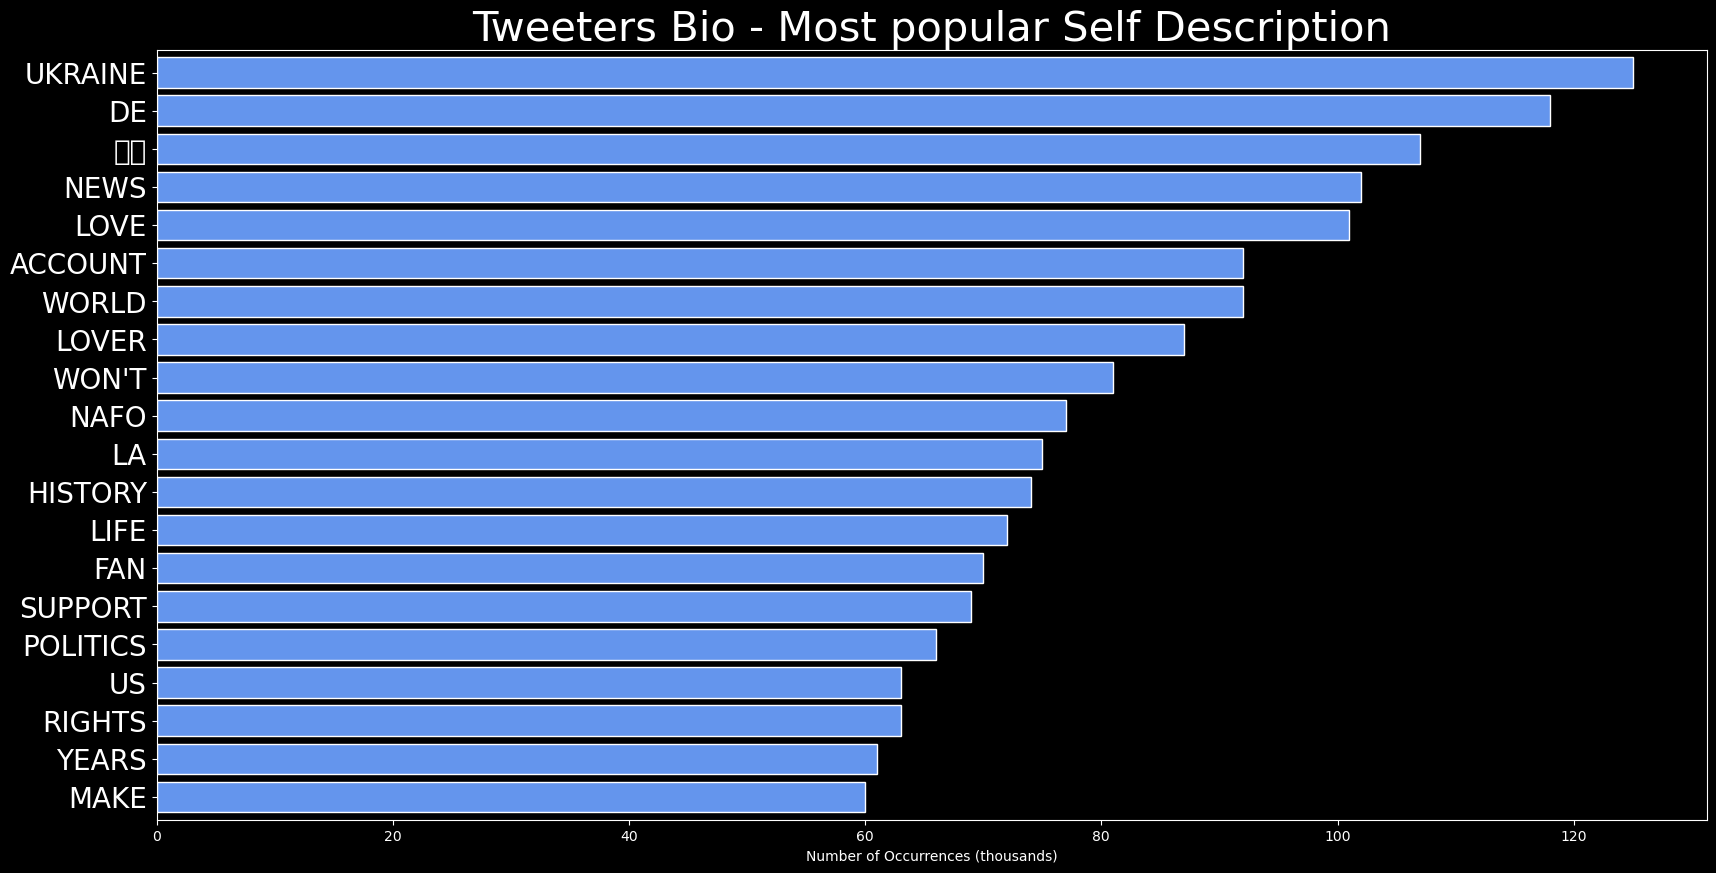 Tweeters Bio - Most popular Self Description
UKRAINE
DE
NEWS
LOVE
ACCOUNT
WORLD
LOVER
WON'T
NAFO
LA
HISTORY
LIFE
FAN
SUPPORT
POLITICS
US
RIGHTS
YEARS
MAKE
0 20 40 60 80 100 120
Number of Occurrences (thousands)